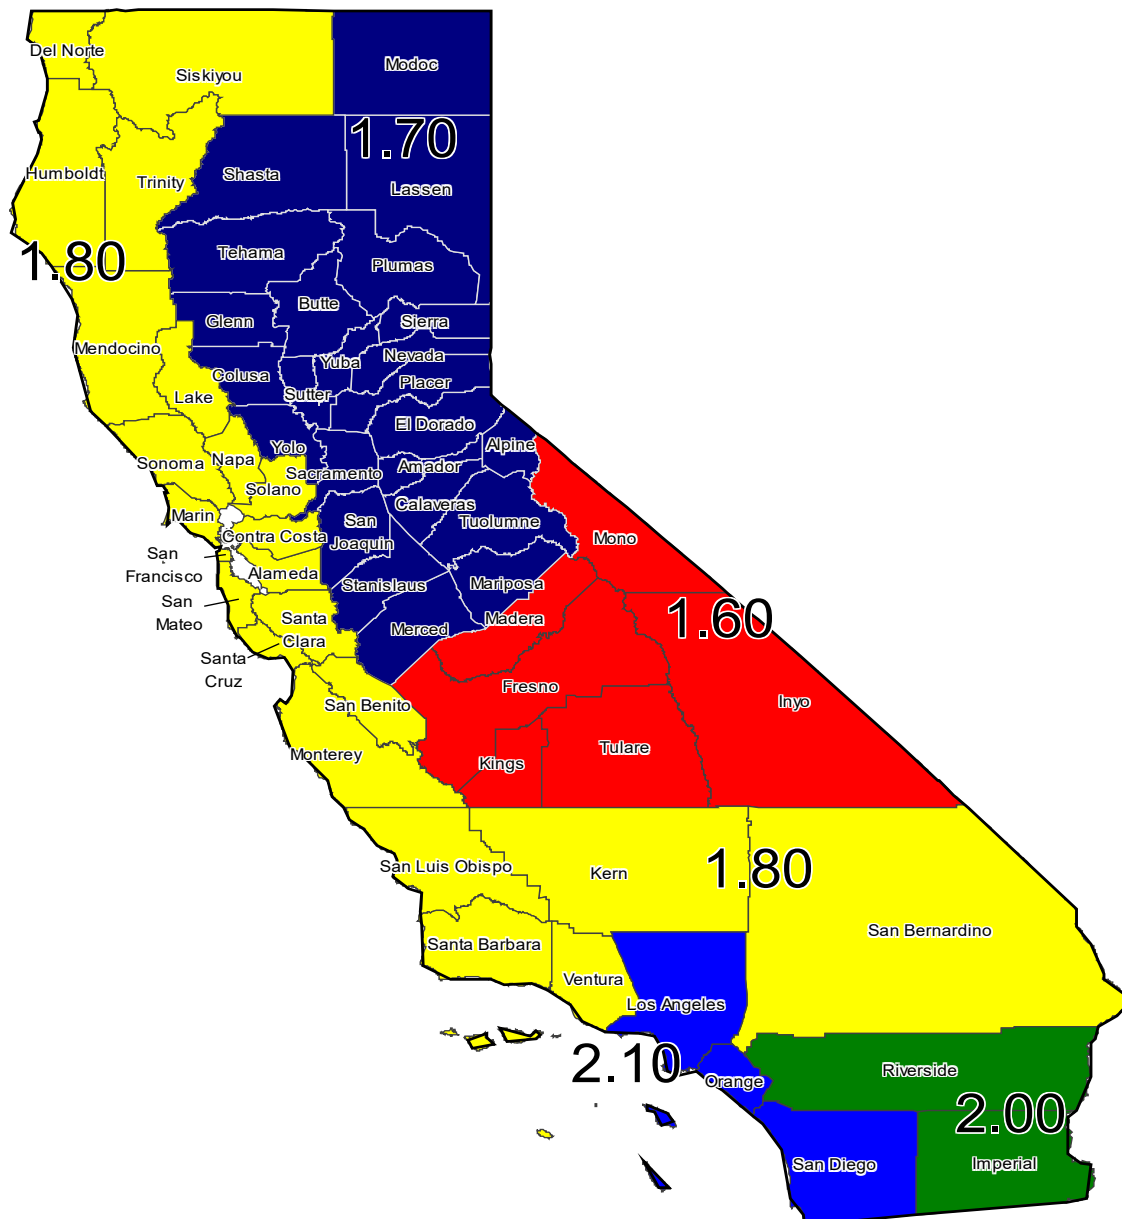 Del Norte
Siskiyou
Modoc
1.70
Shasta
Lassen
Humboldt
Trinity
1.80
Tehama
Plumas
Butte
Glenn
Sierra
Mendocino
Yuba
Nevada
Colusa
Placer
Lake
Sutter
El Dorado
Yolo
Alpine
Sonoma
Napa
Sacramento
Amador
Solano
Calaveras
Marin
San
Joaquin
Tuolumne
Contra Costa
Mono
San
Francisco
Alameda
Stanislaus
Mariposa
San
Mateo
Santa
Clara
Merced
Madera
1.60
Santa
Cruz
Fresno
San Benito
Inyo
Monterey
Kings
Tulare
San Luis Obispo
Kern
1.80
San Bernardino
Santa Barbara
Ventura
Los Angeles
2.10
Orange
Riverside
2.00
San Diego
Imperial